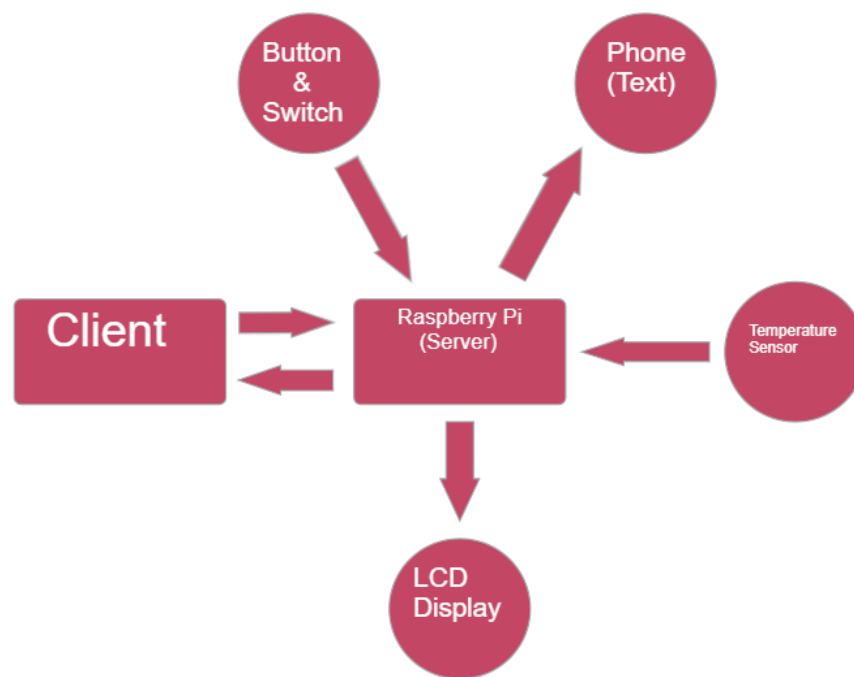 Button
&
Switch
Phone
(Text)
Client
Raspberry Pi
(Server)
Temperature
Sensor
LCD
Display